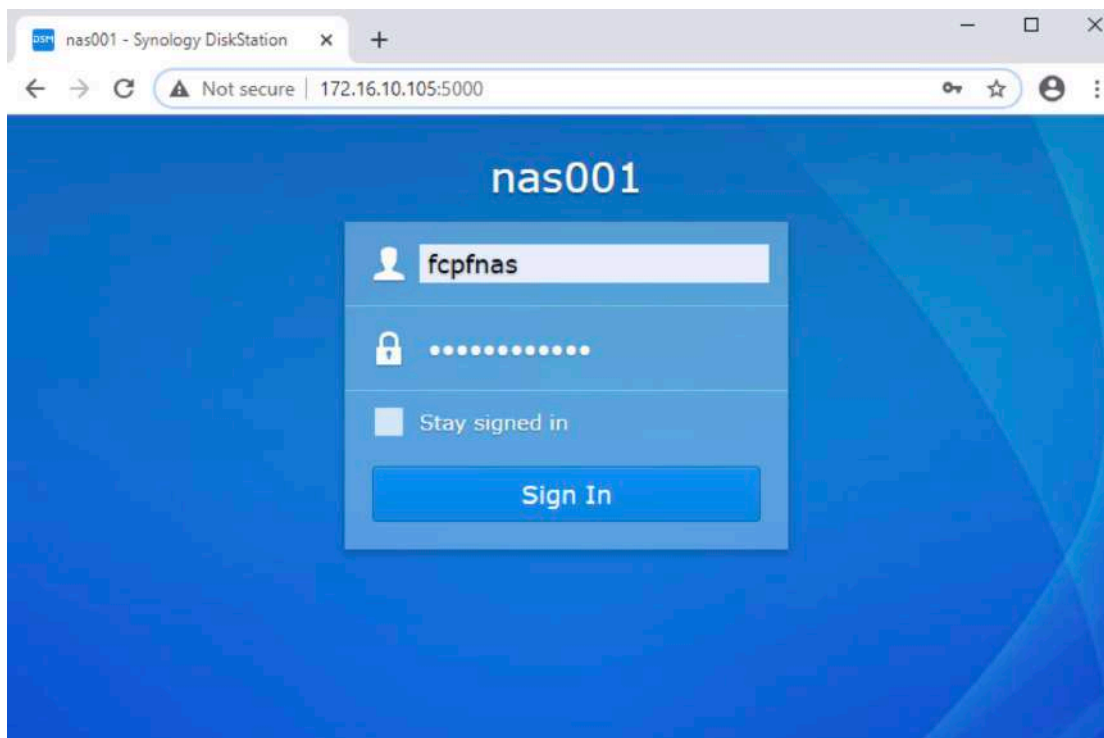 DSM nas001 - Synology DiskStation
Not secure | 172.16.10.105:5000
nas001
fcpfnas
••••••••••••
Stay signed in
Sign In